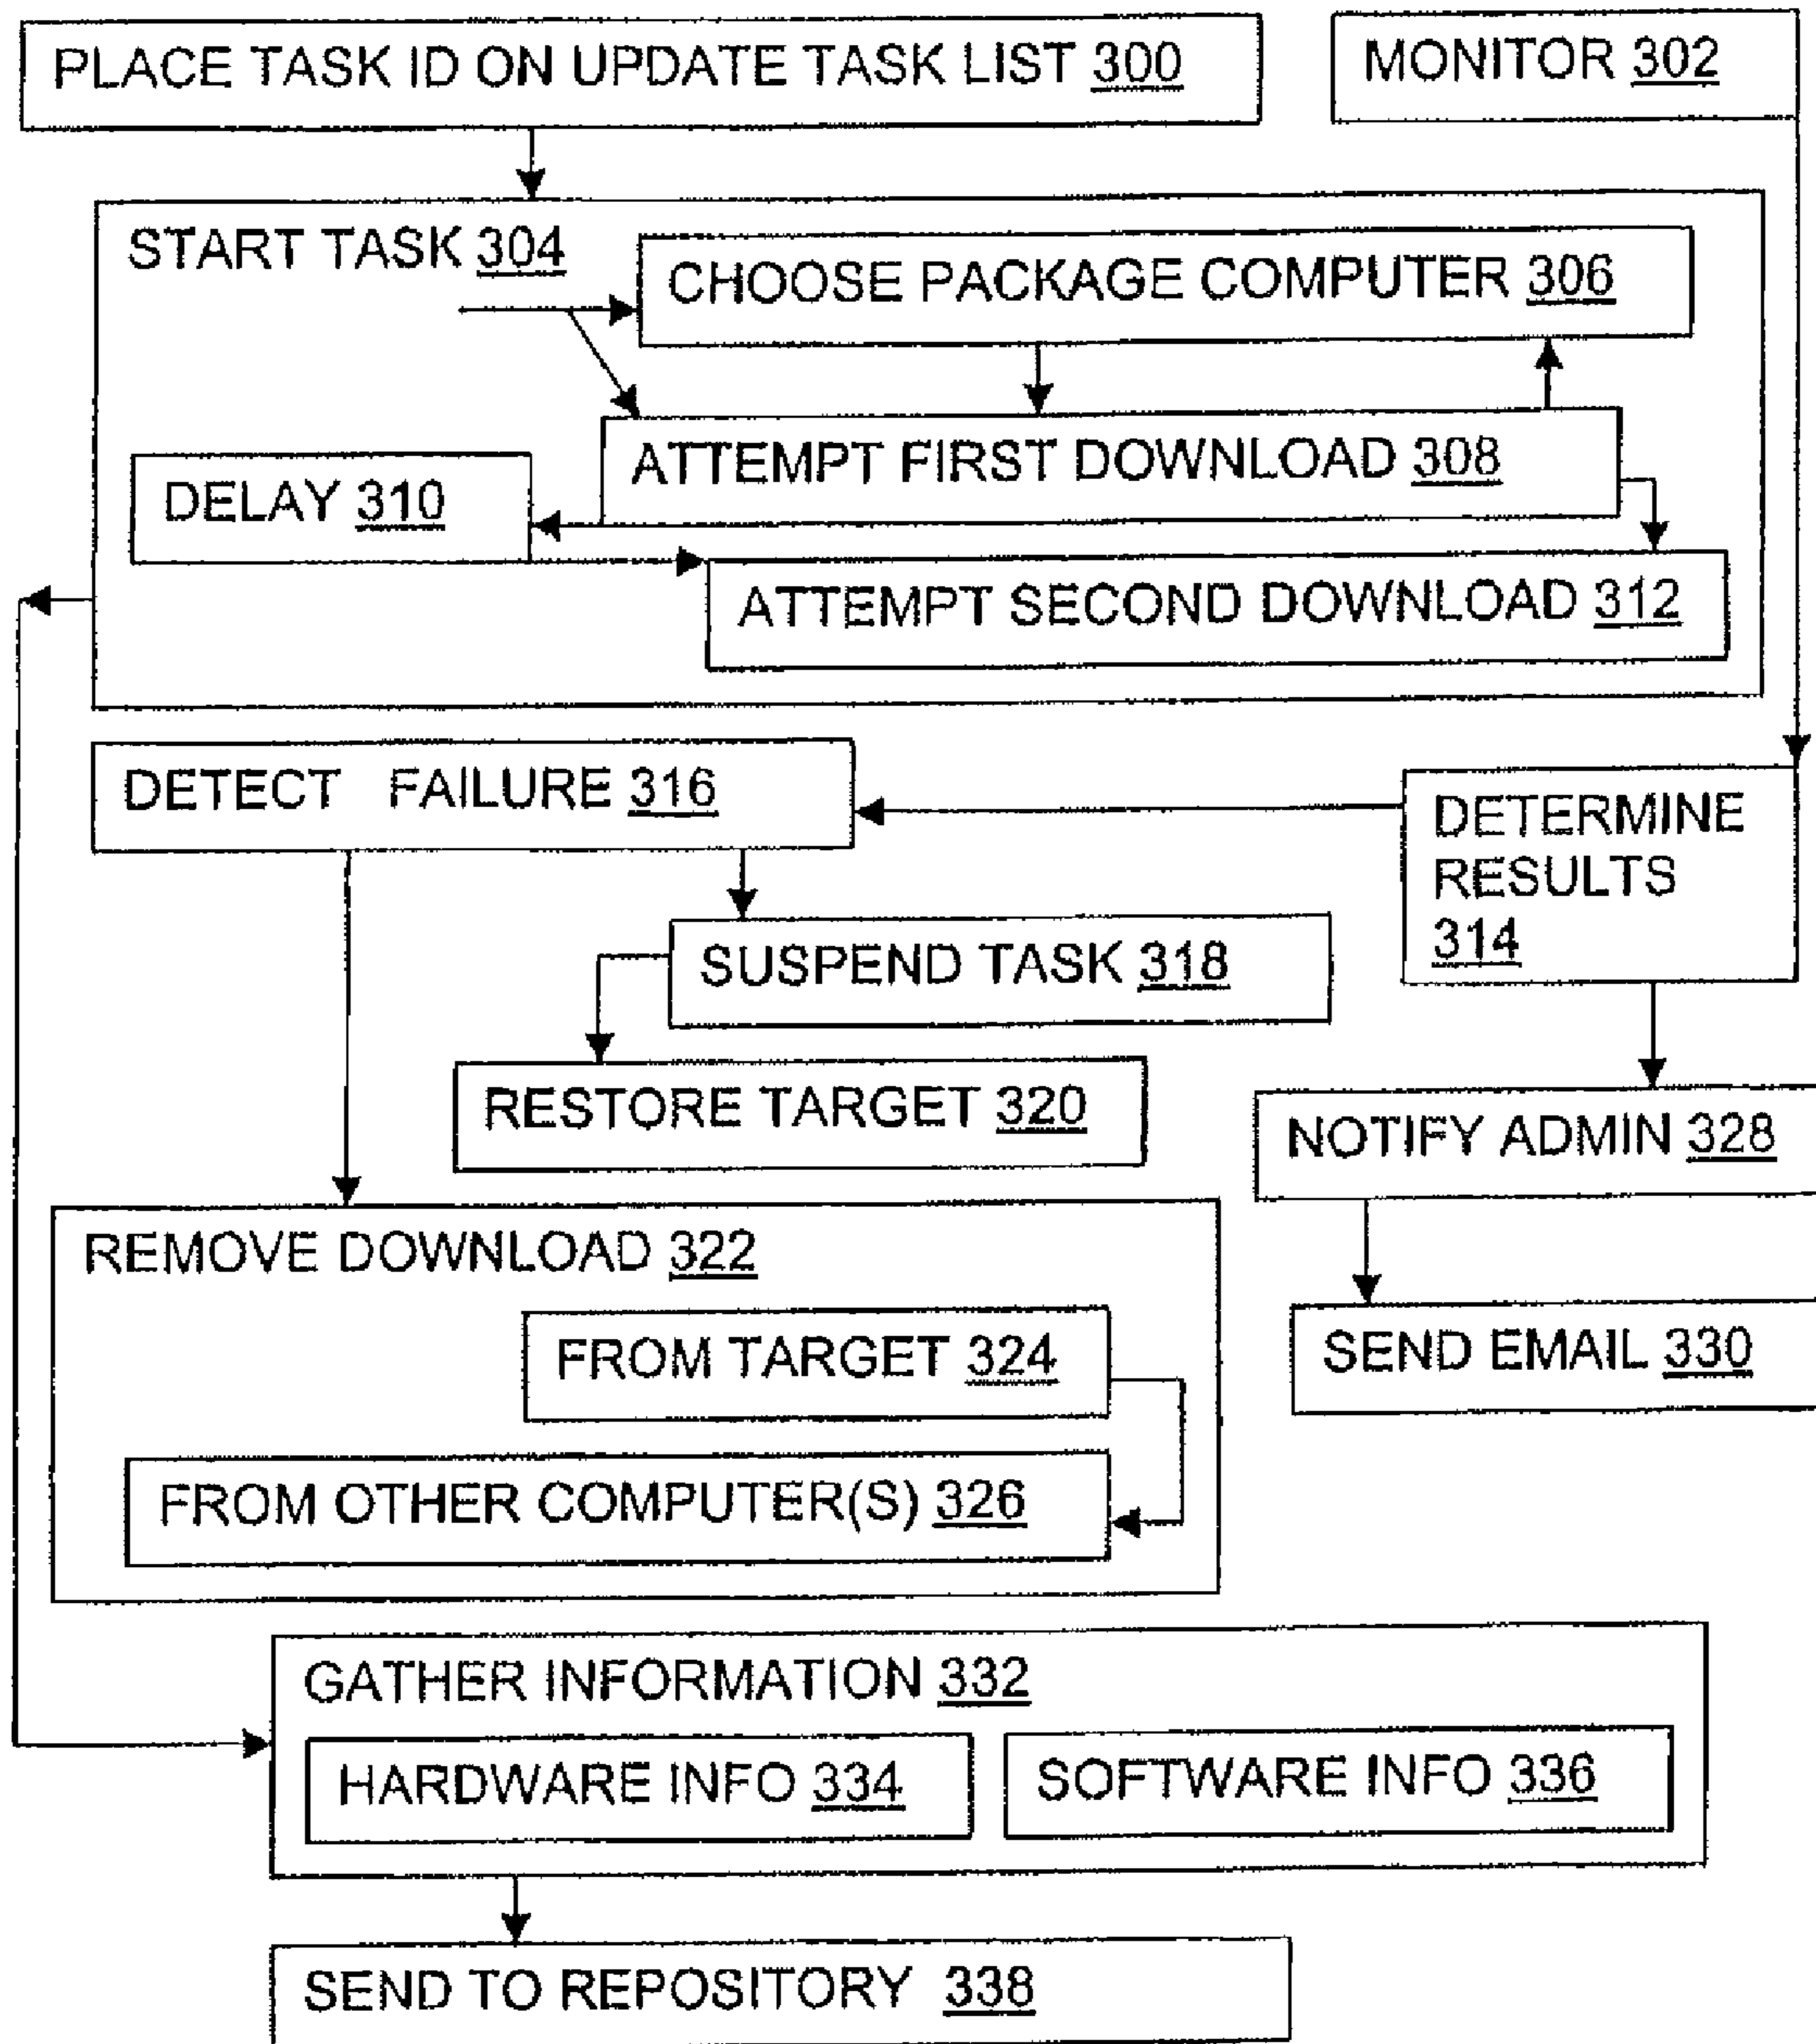 PLACE TASK ID ON UPDATE TASK LIST 300
MONITOR 302
START TASK 304
CHOOSE PACKAGE COMPUTER 306
ATTEMPT FIRST DOWNLOAD 308
DELAY 310
ATTEMPT SECOND DOWNLOAD 312
DETECT FAILURE 316
DETERMINE
RESULTS
314
SUSPEND TASK 318
RESTORE TARGET 320
NOTIFY ADMIN 328
REMOVE DOWNLOAD 322
FROM TARGET 324
SEND EMAIL 330
FROM OTHER COMPUTER(S) 326
GATHER INFORMATION 332
HARDWARE INFO 334
SOFTWARE INFO 336
SEND TO REPOSITORY 338